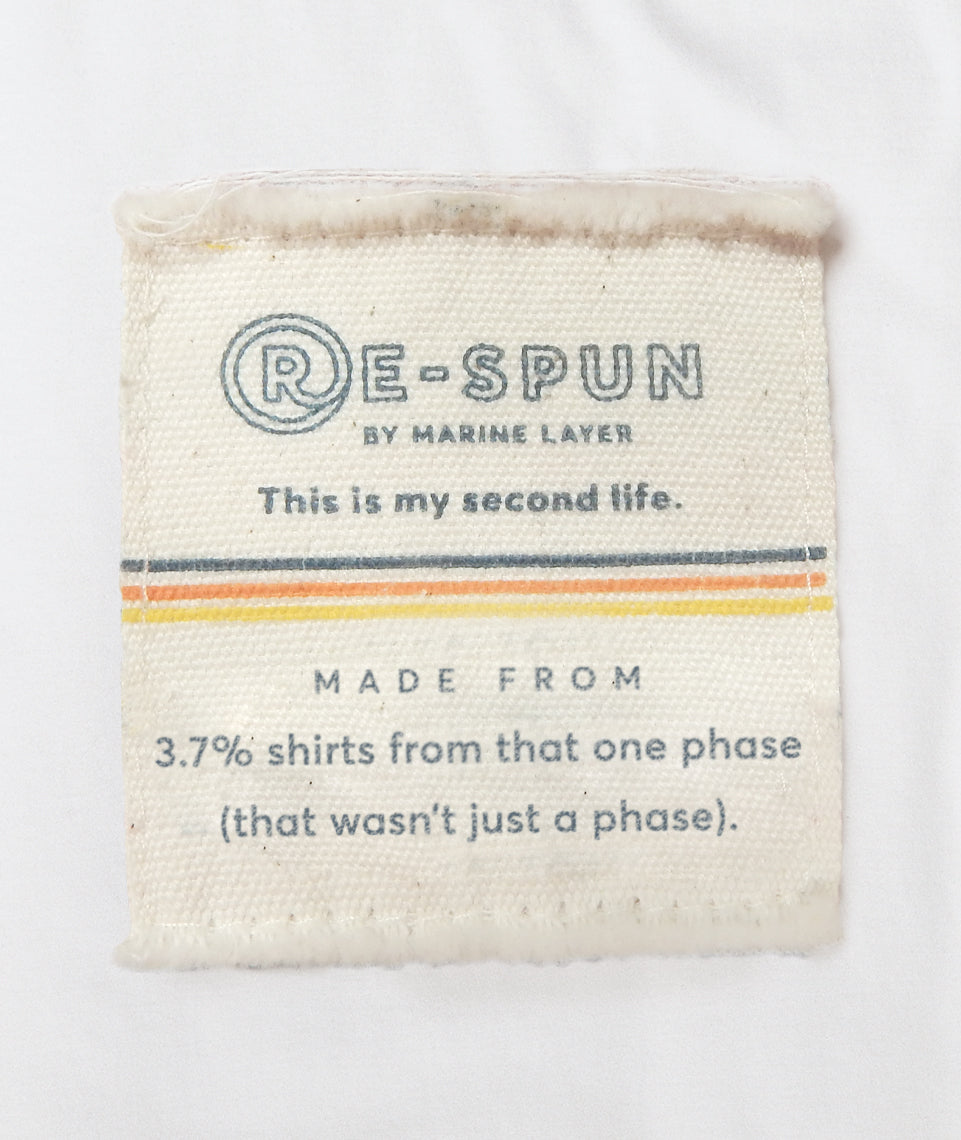 RE-SPUN
BY MARINE LAYER
This is my second life.
MADE FROM
3.7% shirts from that one phase
(that wasn't just a phase).